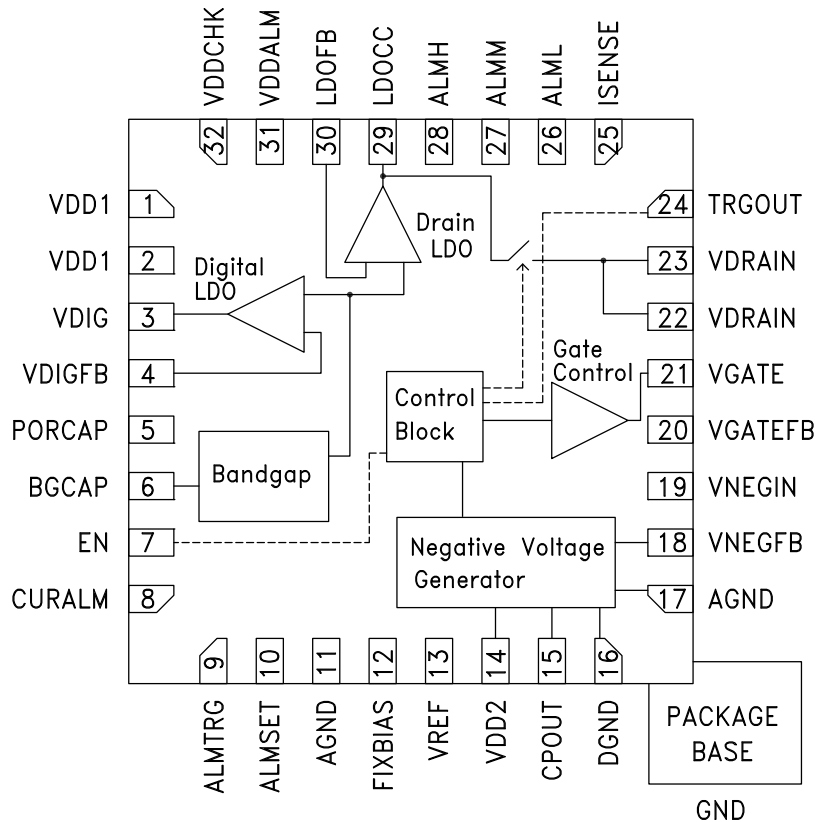 VDDCHK
VDDALM
LDOFB
LDOCC
ALMH
ALMM
ALML
ISENSE
32
31
30
29
28
27
26
25
VDD1 1
VDD1 2
VDIG 3
VDIGFB 4
PORCAP 5
BGCAP 6
EN 7
CURALM 8
Drain
LDO
Digital
LDO
Gate
Control
Control
Block
Bandgap
Negative Voltage
Generator
24 TRGOUT
23 VDRAIN
22 VDRAIN
21 VGATE
20 VGATEFB
19 VNEGIN
18 VNEGFB
17 AGND
9
10
11
12
13
14
15
16
ALMTRG
ALMSET
AGND
FIXBIAS
VREF
VDD2
CPOUT
DGND
PACKAGE
BASE
GND